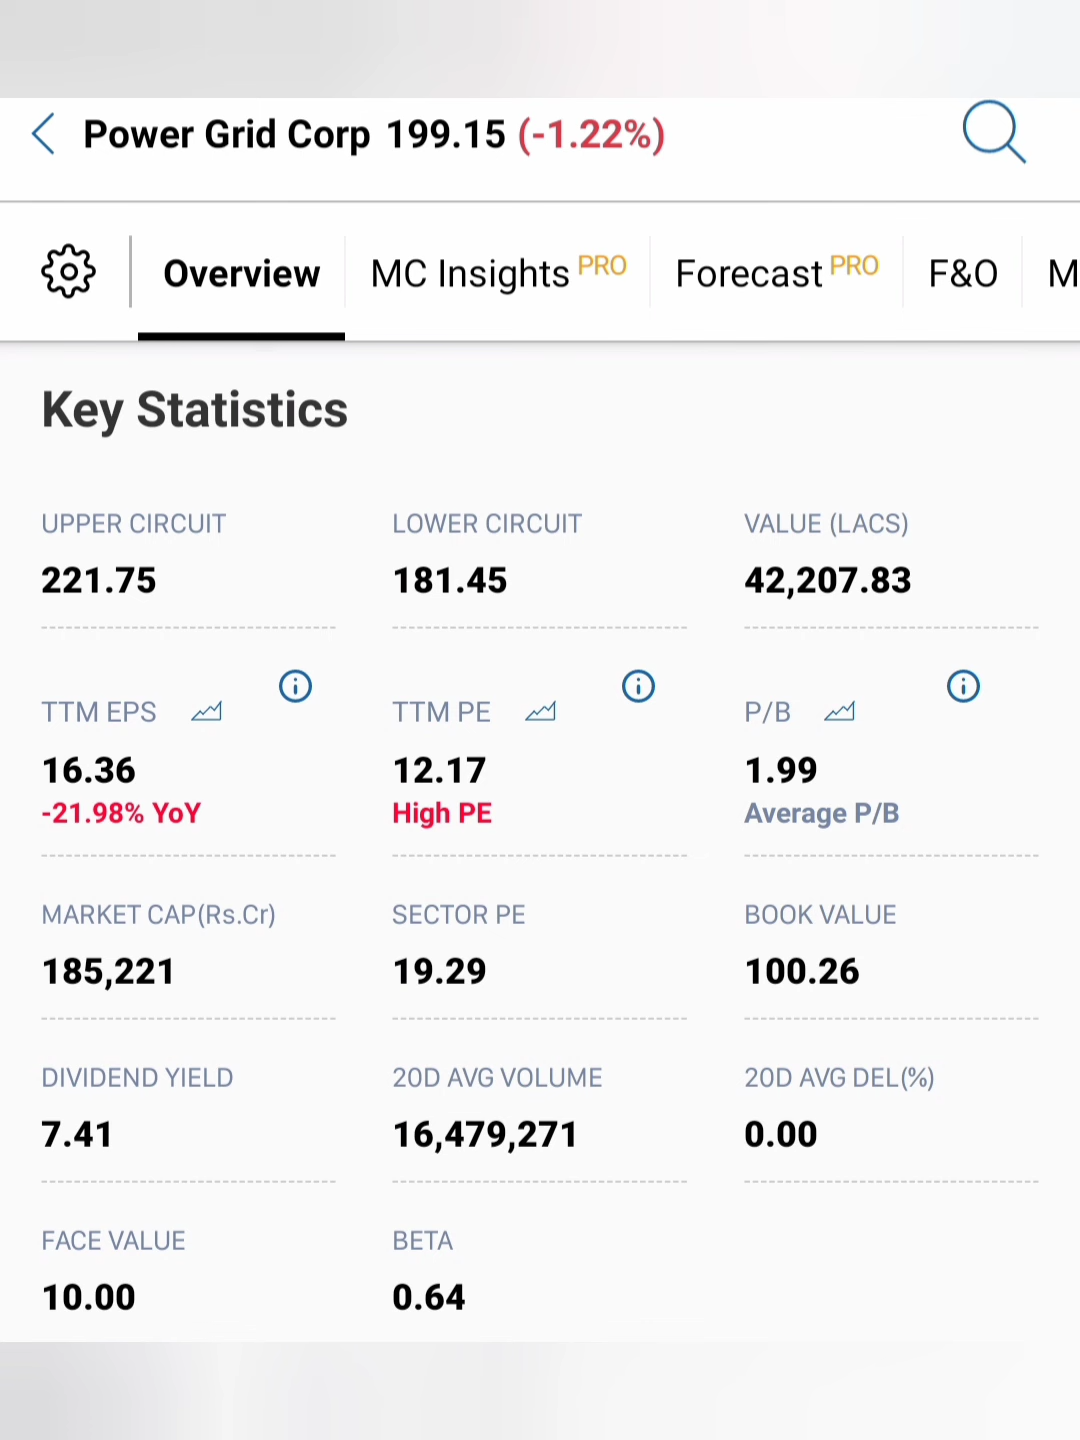 Power Grid Corp 199.15 (-1.22%)
Overview MC Insights PRO Forecast PRO F&O M
Key Statistics
UPPER CIRCUIT LOWER CIRCUIT VALUE (LACS)
221.75 181.45 42,207.83
TTM EPS TTM PE P/B
16.36 12.17 1.99
-21.98% YoY High PE Average P/B
MARKET CAP(Rs.Cr) SECTOR PE BOOK VALUE
185,221 19.29 100.26
DIVIDEND YIELD 20D AVG VOLUME 20D AVG DEL(%)
7.41 16,479,271 0.00
FACE VALUE BETA
10.00 0.64